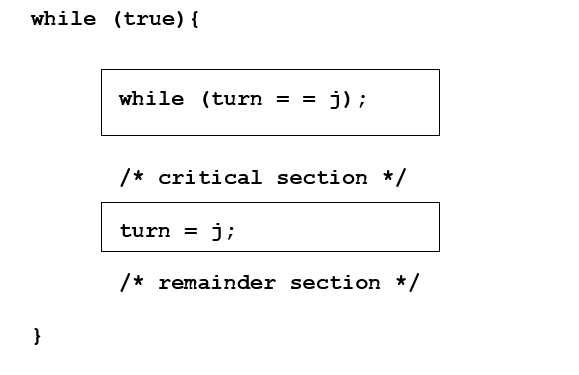 while (true){
while (turn = = j);
/* critical section */
turn = j;
/* remainder section */
}